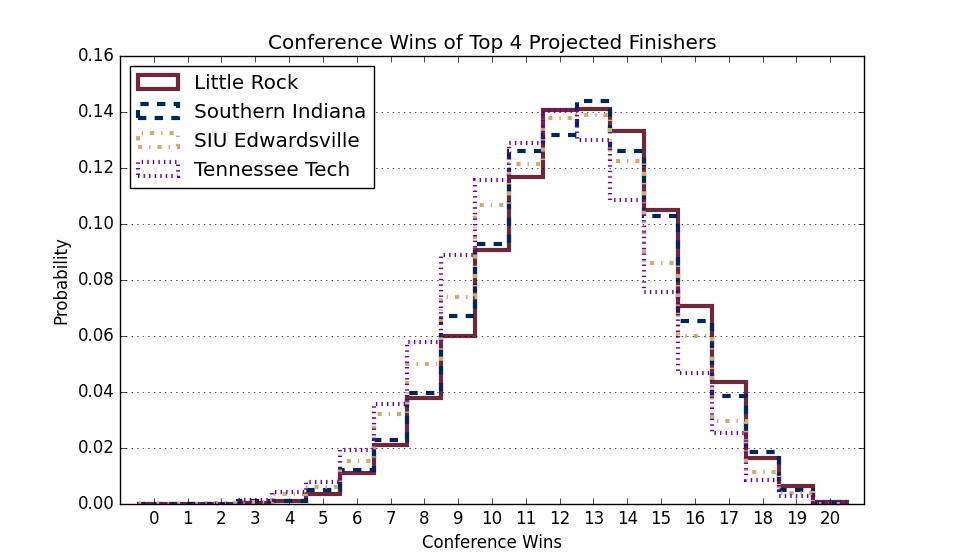 Conference Wins of Top 4 Projected Finishers
0.16
0.14
0.12
0.10
0.08
0.06
0.04
0.02
0.00
Probability
Little Rock
Southern Indiana
SIU Edwardsville
Tennessee Tech
0 1 2 3 4 5 6 7 8 9 10 11 12 13 14 15 16 17 18 19 20
Conference Wins